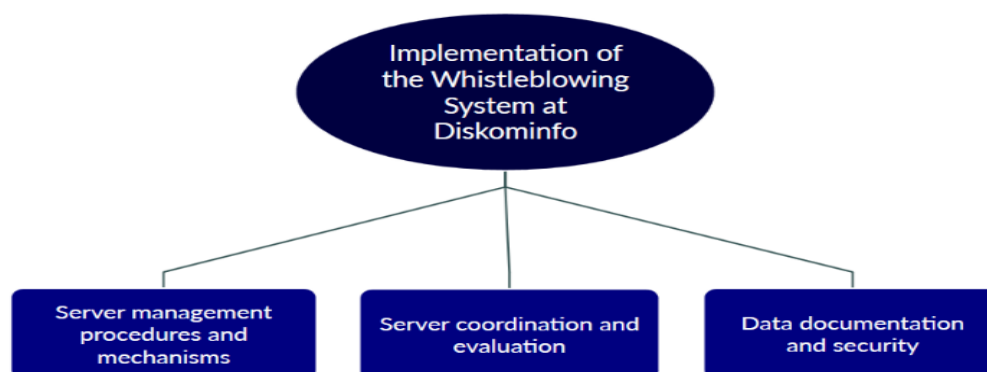 Implementation of
the Whistleblowing
System at
Diskominfo
Server management
procedures and
mechanisms
Server coordination and
evaluation
Data documentation
and security